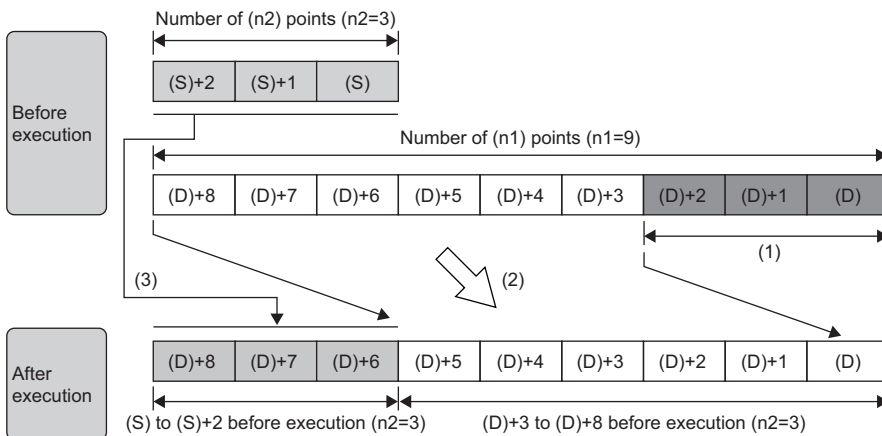 Number of (n2) points (n2=3)
(S)+2 (S)+1 (S)
Before
execution
Number of (n1) points (n1=9)
(D)+8 (D)+7 (D)+6 (D)+5 (D)+4 (D)+3 (D)+2 (D)+1 (D)
(1)
(3)
(2)
After
execution
(D)+8 (D)+7 (D)+6 (D)+5 (D)+4 (D)+3 (D)+2 (D)+1 (D)
(S) to (S)+2 before execution (n2=3)
(D)+3 to (D)+8 before execution (n2=3)